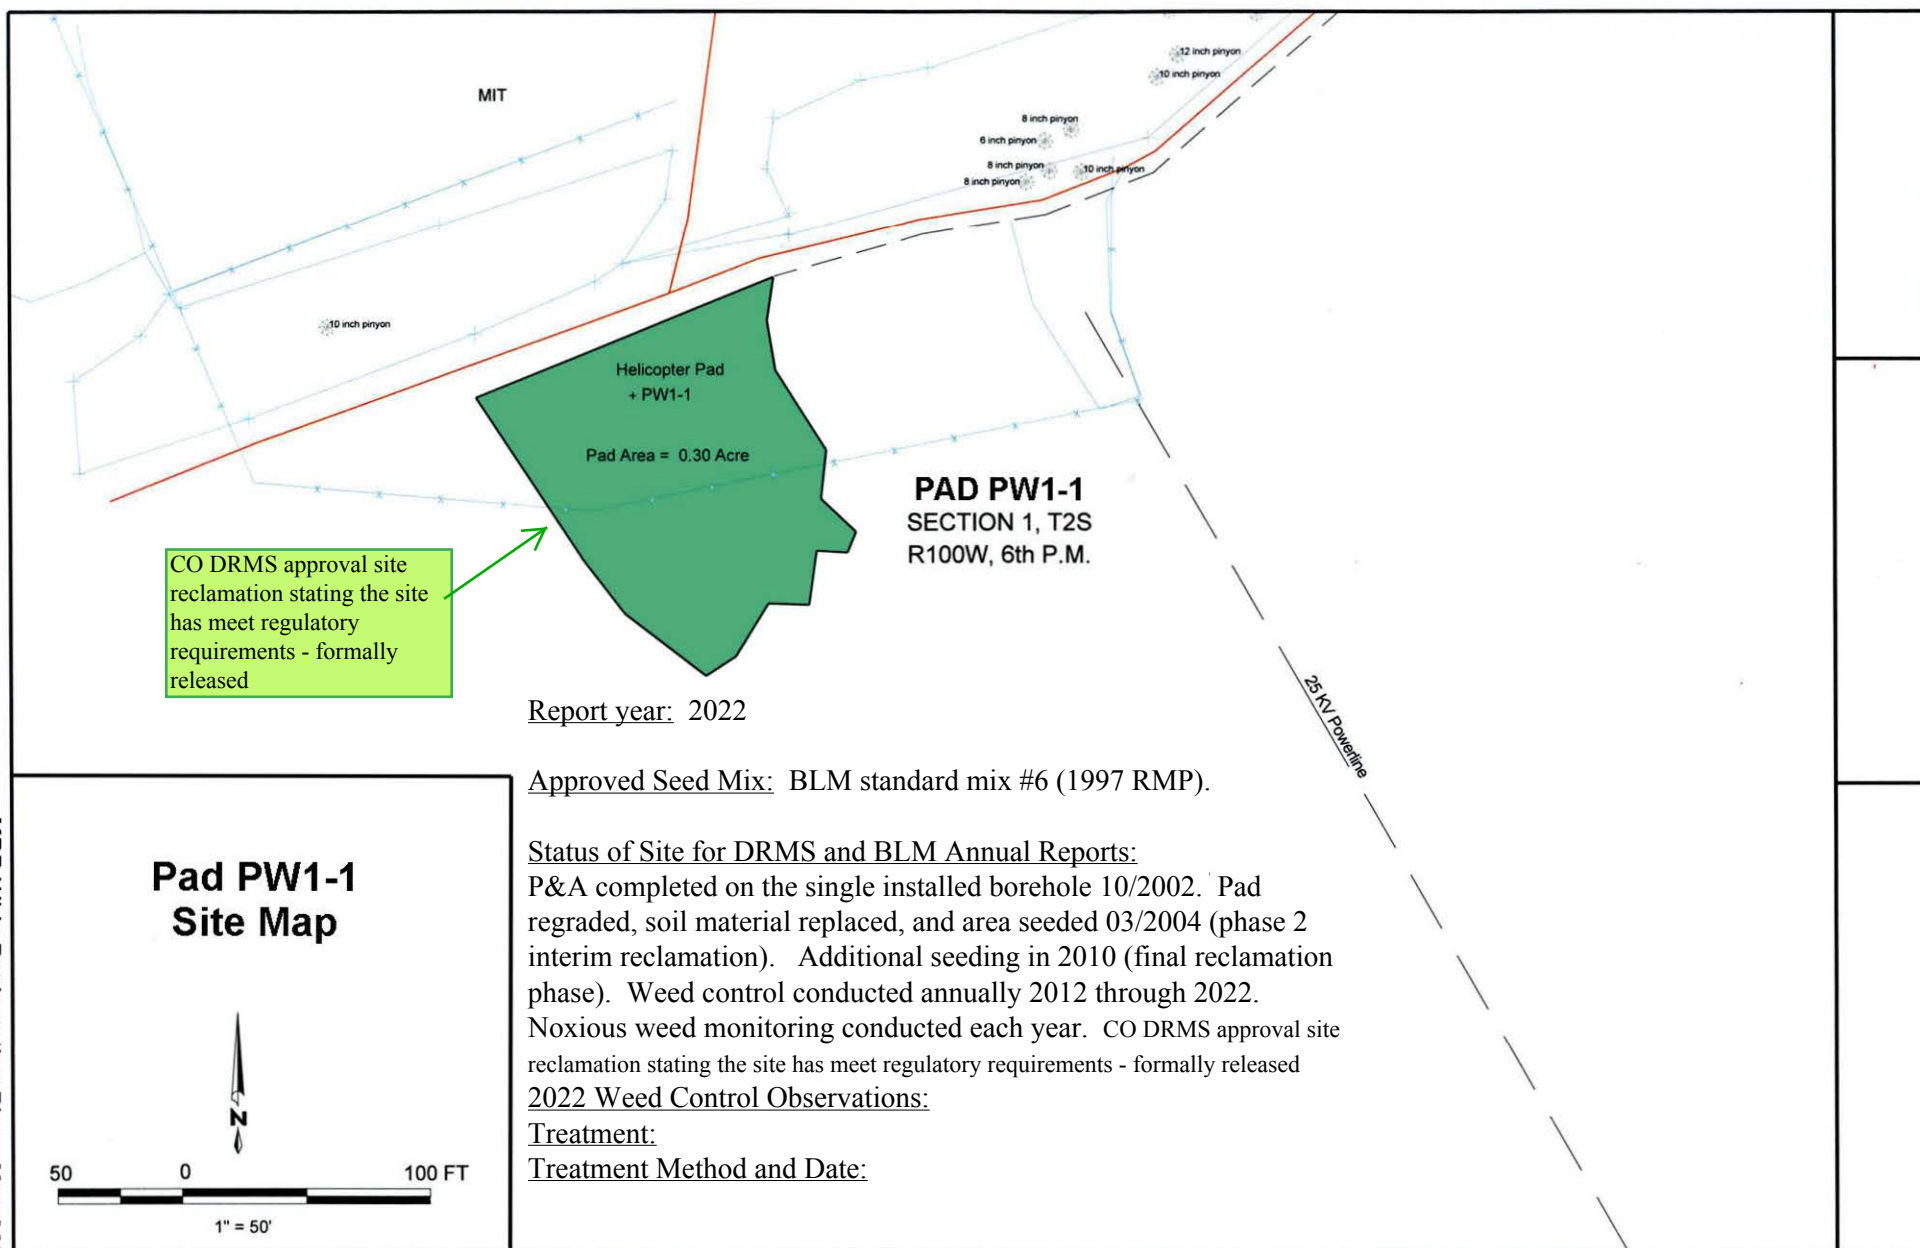 MIT
12 inch pinyon
10 inch pinyon
8 inch pinyon
6 inch pinyon
8 inch pinyon
10 inch pinyon
8 inch pinyon
10 inch pinyon
Helicopter Pad
+ PW1-1
Pad Area = 0.30 Acre
PAD PW1-1
SECTION 1, T2S
R100W, 6th P.M.
CO DRMS approval site
reclamation stating the site
has meet regulatory
requirements - formally
released
25 KV Powerline
Report year: 2022
Approved Seed Mix: BLM standard mix #6 (1997 RMP).
Status of Site for DRMS and BLM Annual Reports:
P&A completed on the single installed borehole 10/2002. Pad
regraded, soil material replaced, and area seeded 03/2004 (phase 2
interim reclamation). Additional seeding in 2010 (final reclamation
phase). Weed control conducted annually 2012 through 2022.
Noxious weed monitoring conducted each year. CO DRMS approval site
reclamation stating the site has meet regulatory requirements - formally released
2022 Weed Control Observations:
Treatment:
Treatment Method and Date:
Pad PW1-1
Site Map
N
50 0 100 FT
1" = 50'